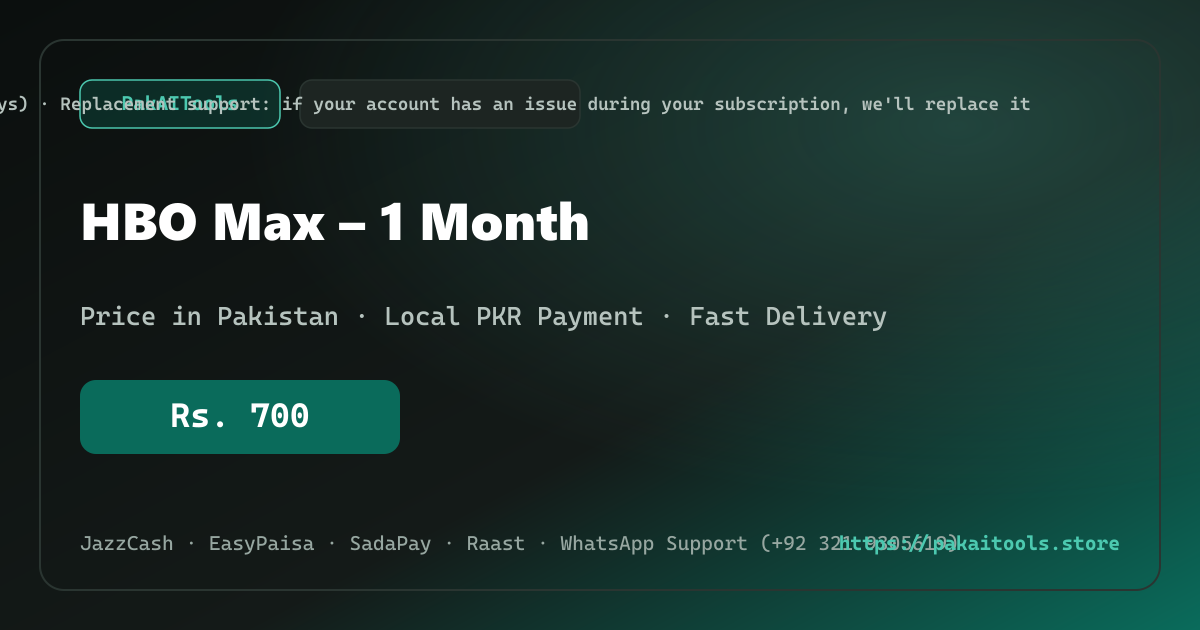 ys) · Replacement support: if your account has an issue during your subscription, we'll replace it
PakAITools
HBO Max – 1 Month
Price in Pakistan · Local PKR Payment · Fast Delivery
Rs. 700
JazzCash · EasyPaisa · SadaPay · Raast · WhatsApp Support (+92 321
https://pakaitools.store